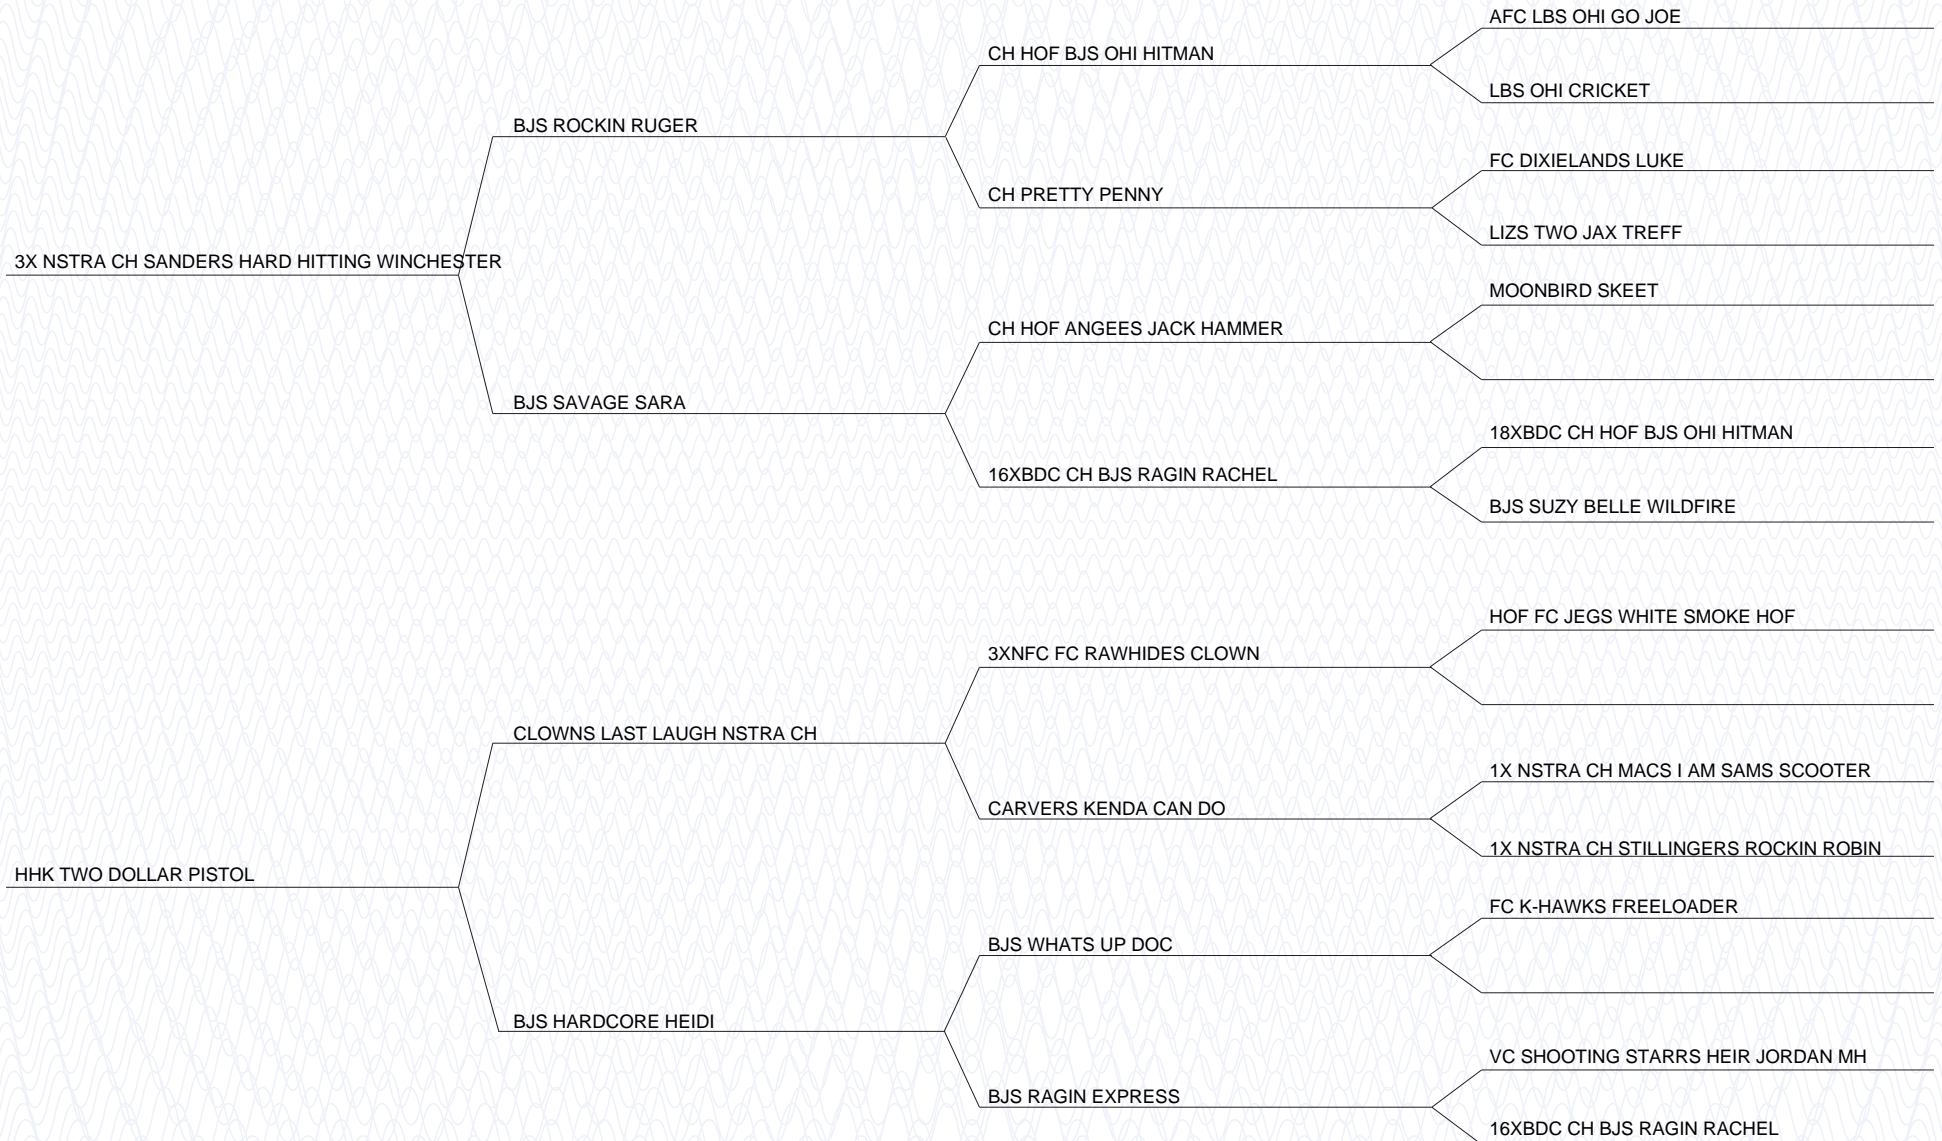 AFC LBS OHI GO JOE
CH HOF BJS OHI HITMAN
LBS OHI CRICKET
BJS ROCKIN RUGER
FC DIXIELANDS LUKE
CH PRETTY PENNY
LIZS TWO JAX TREFF
3X NSTRA CH SANDERS HARD HITTING WINCHESTER
MOONBIRD SKEET
CH HOF ANGEES JACK HAMMER
BJS SAVAGE SARA
18XBDC CH HOF BJS OHI HITMAN
16XBDC CH BJS RAGIN RACHEL
BJS SUZY BELLE WILDFIRE
HOF FC JEGS WHITE SMOKE HOF
3XNFC FC RAWHIDES CLOWN
CLOWNS LAST LAUGH NSTRA CH
1X NSTRA CH MACS I AM SAMS SCOOTER
CARVERS KENDA CAN DO
1X NSTRA CH STILLINGERS ROCKIN ROBIN
HHK TWO DOLLAR PISTOL
FC K-HAWKS FREELOADER
BJS WHATS UP DOC
BJS HARDCORE HEIDI
VC SHOOTING STARRS HEIR JORDAN MH
BJS RAGIN EXPRESS
16XBDC CH BJS RAGIN RACHEL